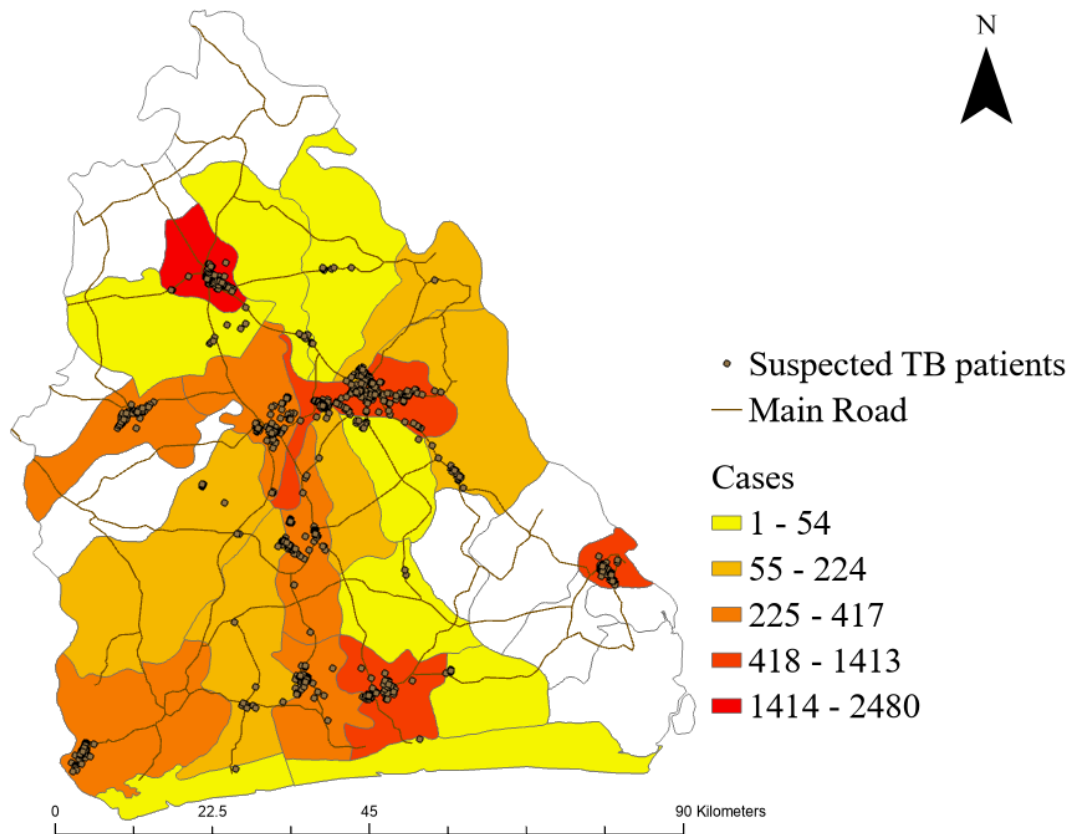 N
Suspected TB patients
Main Road
Cases
1 - 54
55 - 224
225 - 417
418 - 1413
1414 - 2480
0 22.5 45 90 Kilometers